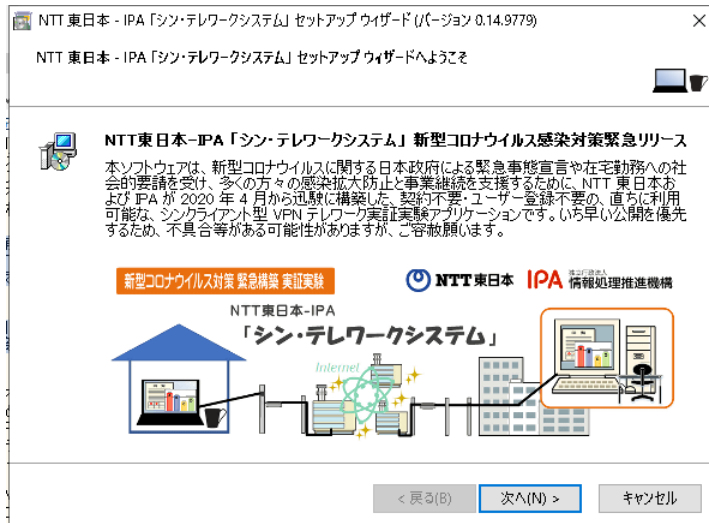 NTT 東日本 - IPA「シン・テレワークシステム」 セットアップ ウィザード (バージョン 0.14.9779)
NTT 東日本 - IPA「シン・テレワークシステム」 セットアップ ウィザードへようこそ
NTT東日本-IPA「シン・テレワークシステム」新型コロナウイルス感染対策緊急リリース
本ソフトウェアは、新型コロナウイルスに関する日本政府による緊急事態宣言や在宅勤務への社
会的要請を受け、多くの方々の感染拡大防止と事業継続を支援するために、NTT 東日本お
よび IPA が 2020 年 4 月から迅速に構築した、契約不要・ユーザー登録不要の、直ちに利用
可能な、シンクライアント型 VPN テレワーク実証実験アプリケーションです。いち早い公開を優先
するため、不具合等がある可能性がありますが、ご容赦願います。
新型コロナウイルス対策 緊急構築 実証実験
NTT東日本 IPA 独立行政法人 情報処理推進機構
NTT東日本-IPA
「シン・テレワークシステム」
Internet
< 戻る(B) 次へ(N) > キャンセル